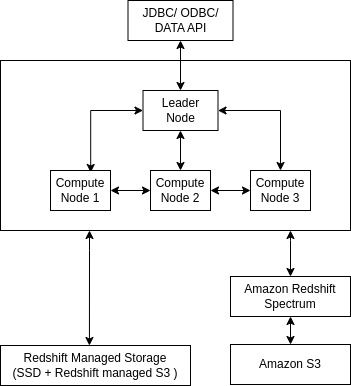 JDBC/ ODBC/
DATA API
Leader
Node
Compute
Node 1
Compute
Node 2
Compute
Node 3
Amazon Redshift
Spectrum
Redshift Managed Storage
(SSD + Redshift managed S3 )
Amazon S3